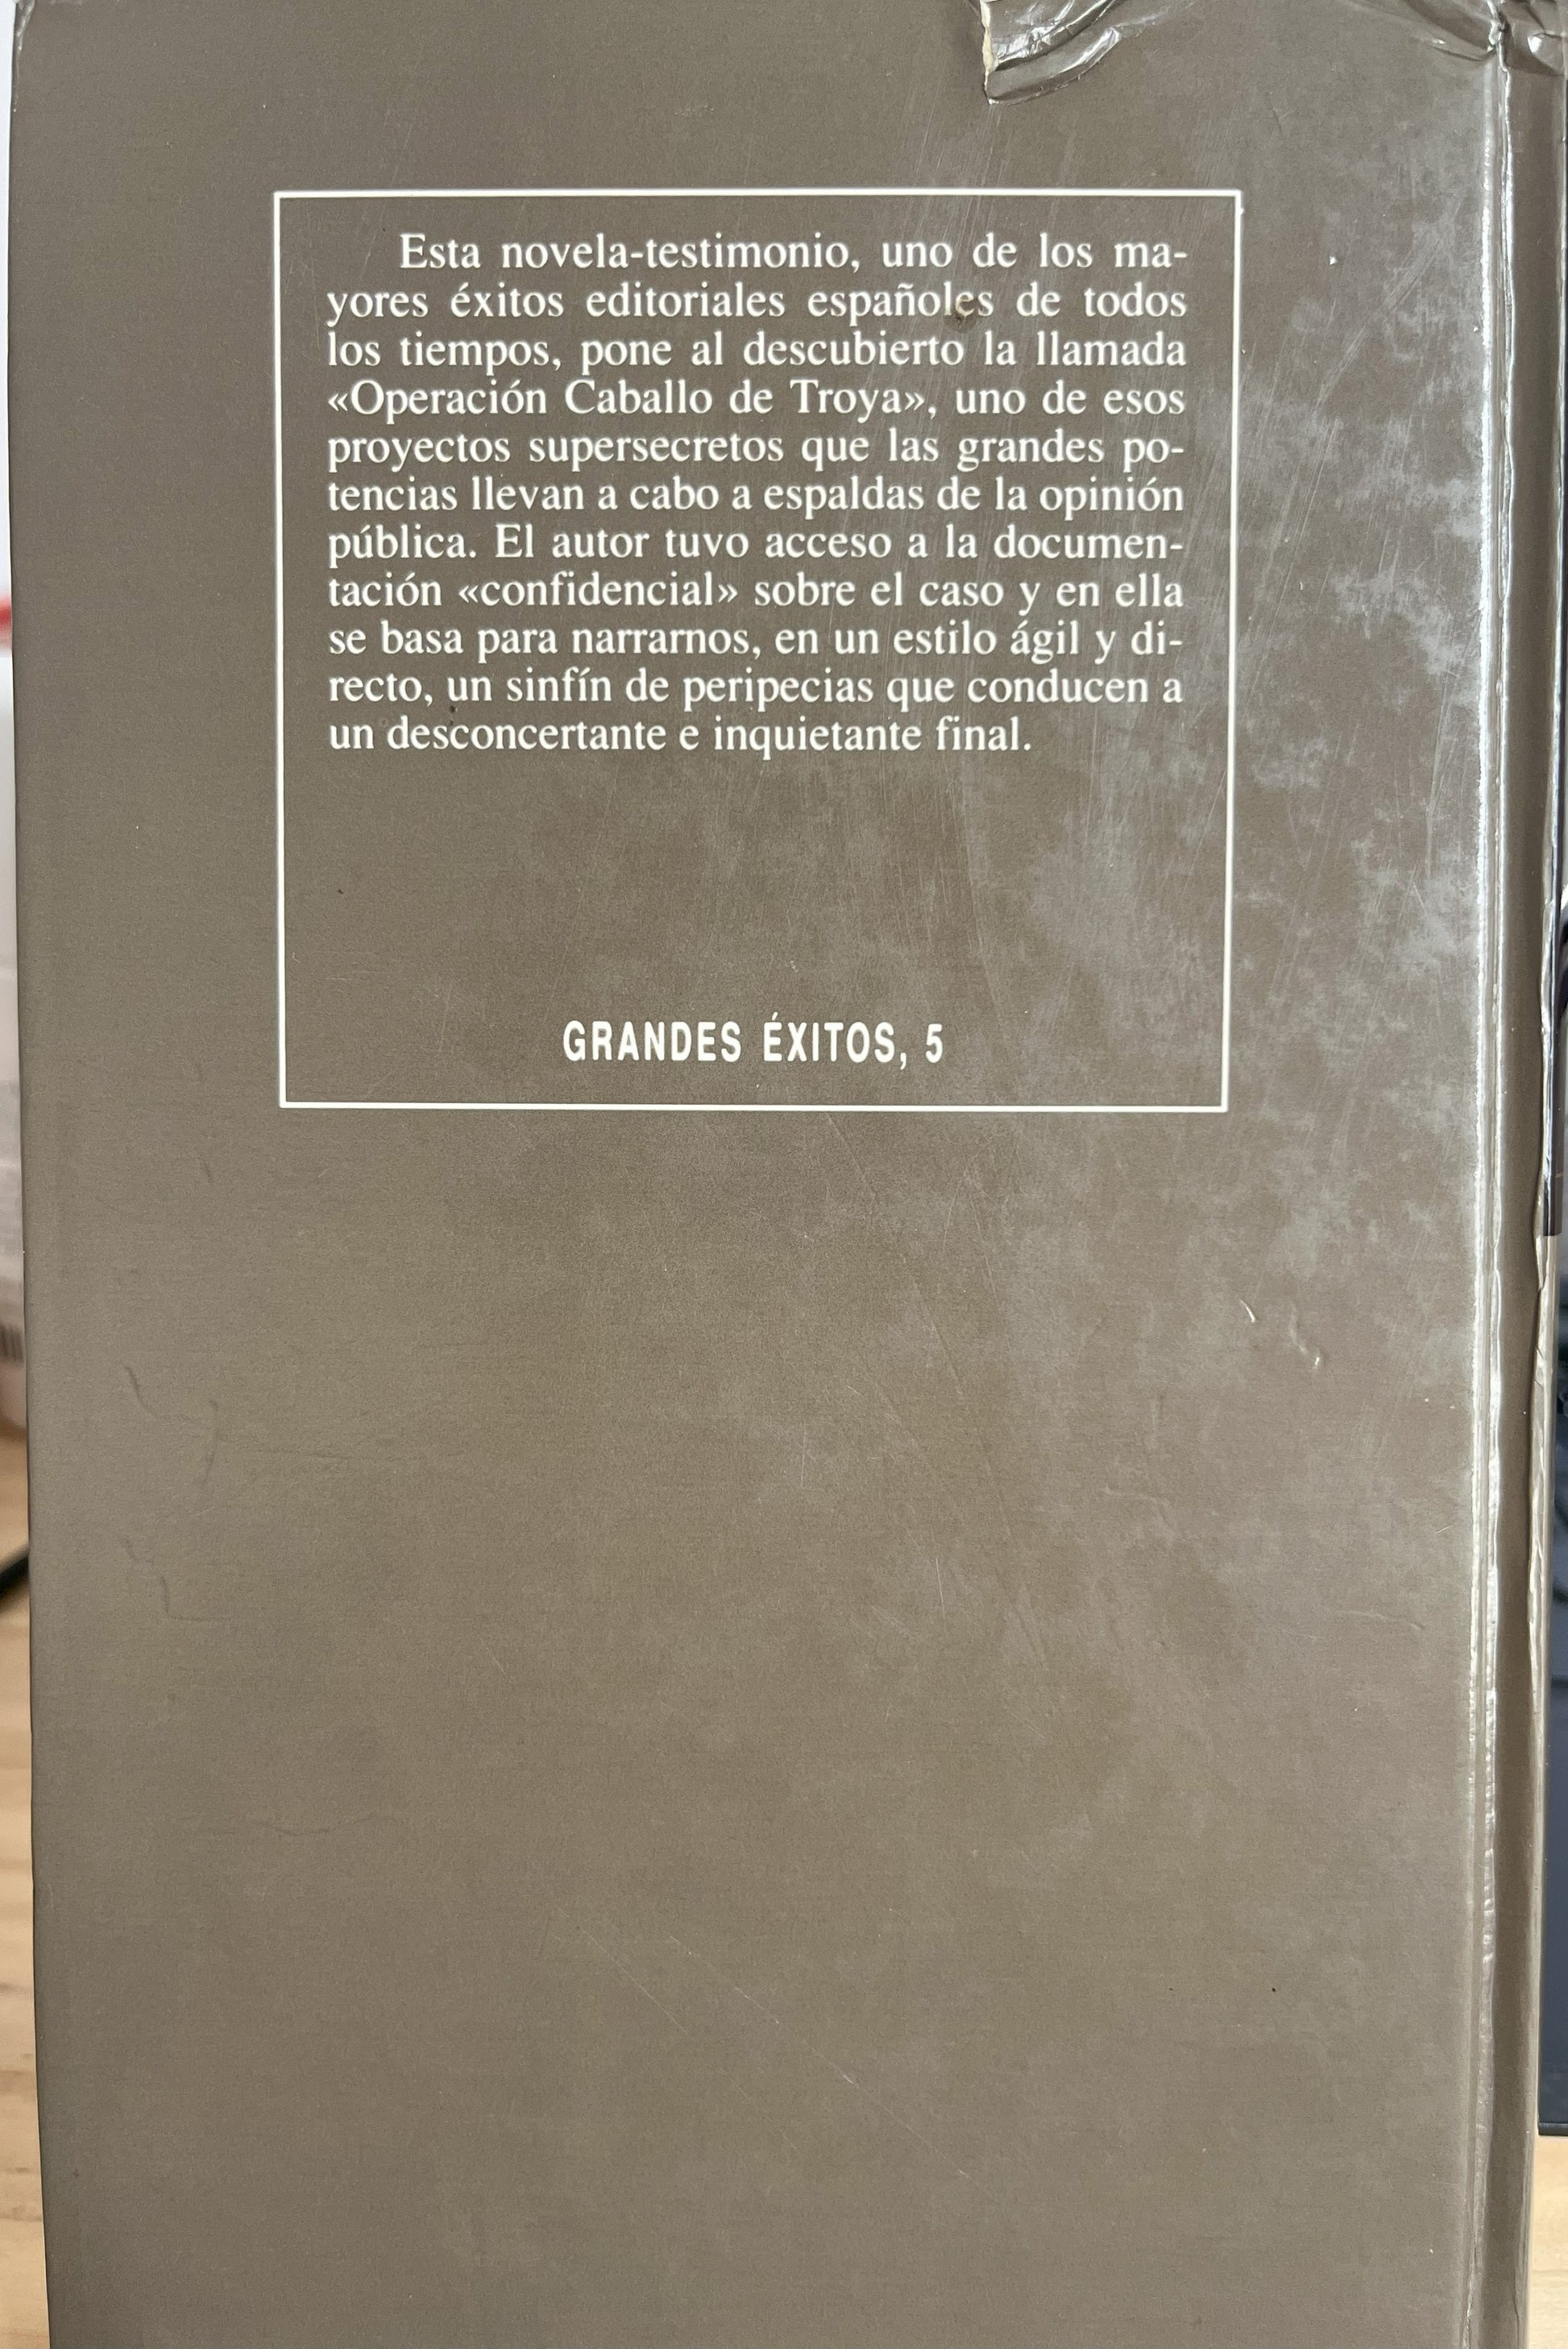 Esta novela-testimonio, uno de los ma-
yores éxitos editoriales españoles de todos
los tiempos, pone al descubierto la llamada
«Operación Caballo de Troya», uno de esos
proyectos supersecretos que las grandes po-
tencias llevan a cabo a espaldas de la opinión
pública. El autor tuvo acceso a la documen-
tación «confidencial» sobre el caso y en ella
se basa para narrarnos, en un estilo ágil y di-
recto, un sinfín de peripecias que conducen a
un desconcertante e inquietante final.
GRANDES ÉXITOS, 5